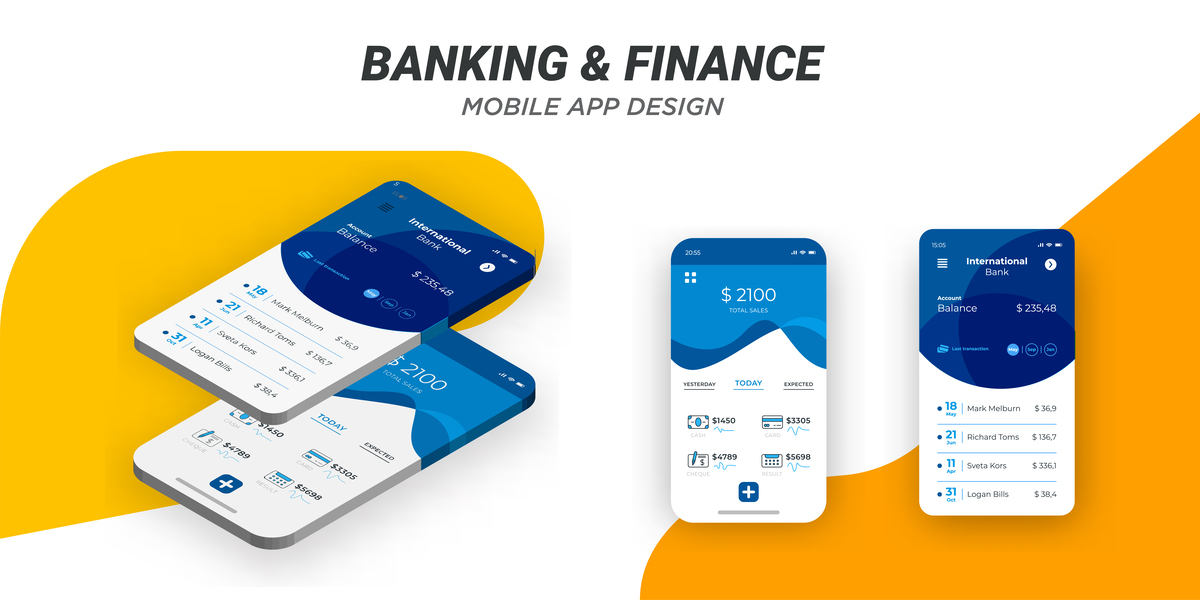 BANKING & FINANCE
MOBILE APP DESIGN
International
Bank
Account
Balance
$ 235,48
Last transaction
May
Sep
Jan
18
May
Mark Melburn
$ 36,9
21
Jun
Richard Toms
$ 136,7
11
Apr
Sveta Kors
$ 336,1
31
Oct
Logan Bills
$ 38,4
$ 2100
TOTAL SALES
TODAY
EXPECTED
CASH
$1450
CARD
$3305
CHEQUE
$4789
RESULT
$5698
20:55
$ 2100
TOTAL SALES
YESTERDAY
TODAY
EXPECTED
$1450
CASH
$3305
CARD
$4789
CHEQUE
$5698
RESULT
15:05
International
Bank
Account
Balance
$ 235,48
Last transaction
May
Sep
Jan
18
May
Mark Melburn
$ 36,9
21
Jun
Richard Toms
$ 136,7
11
Apr
Sveta Kors
$ 336,1
31
Oct
Logan Bills
$ 38,4